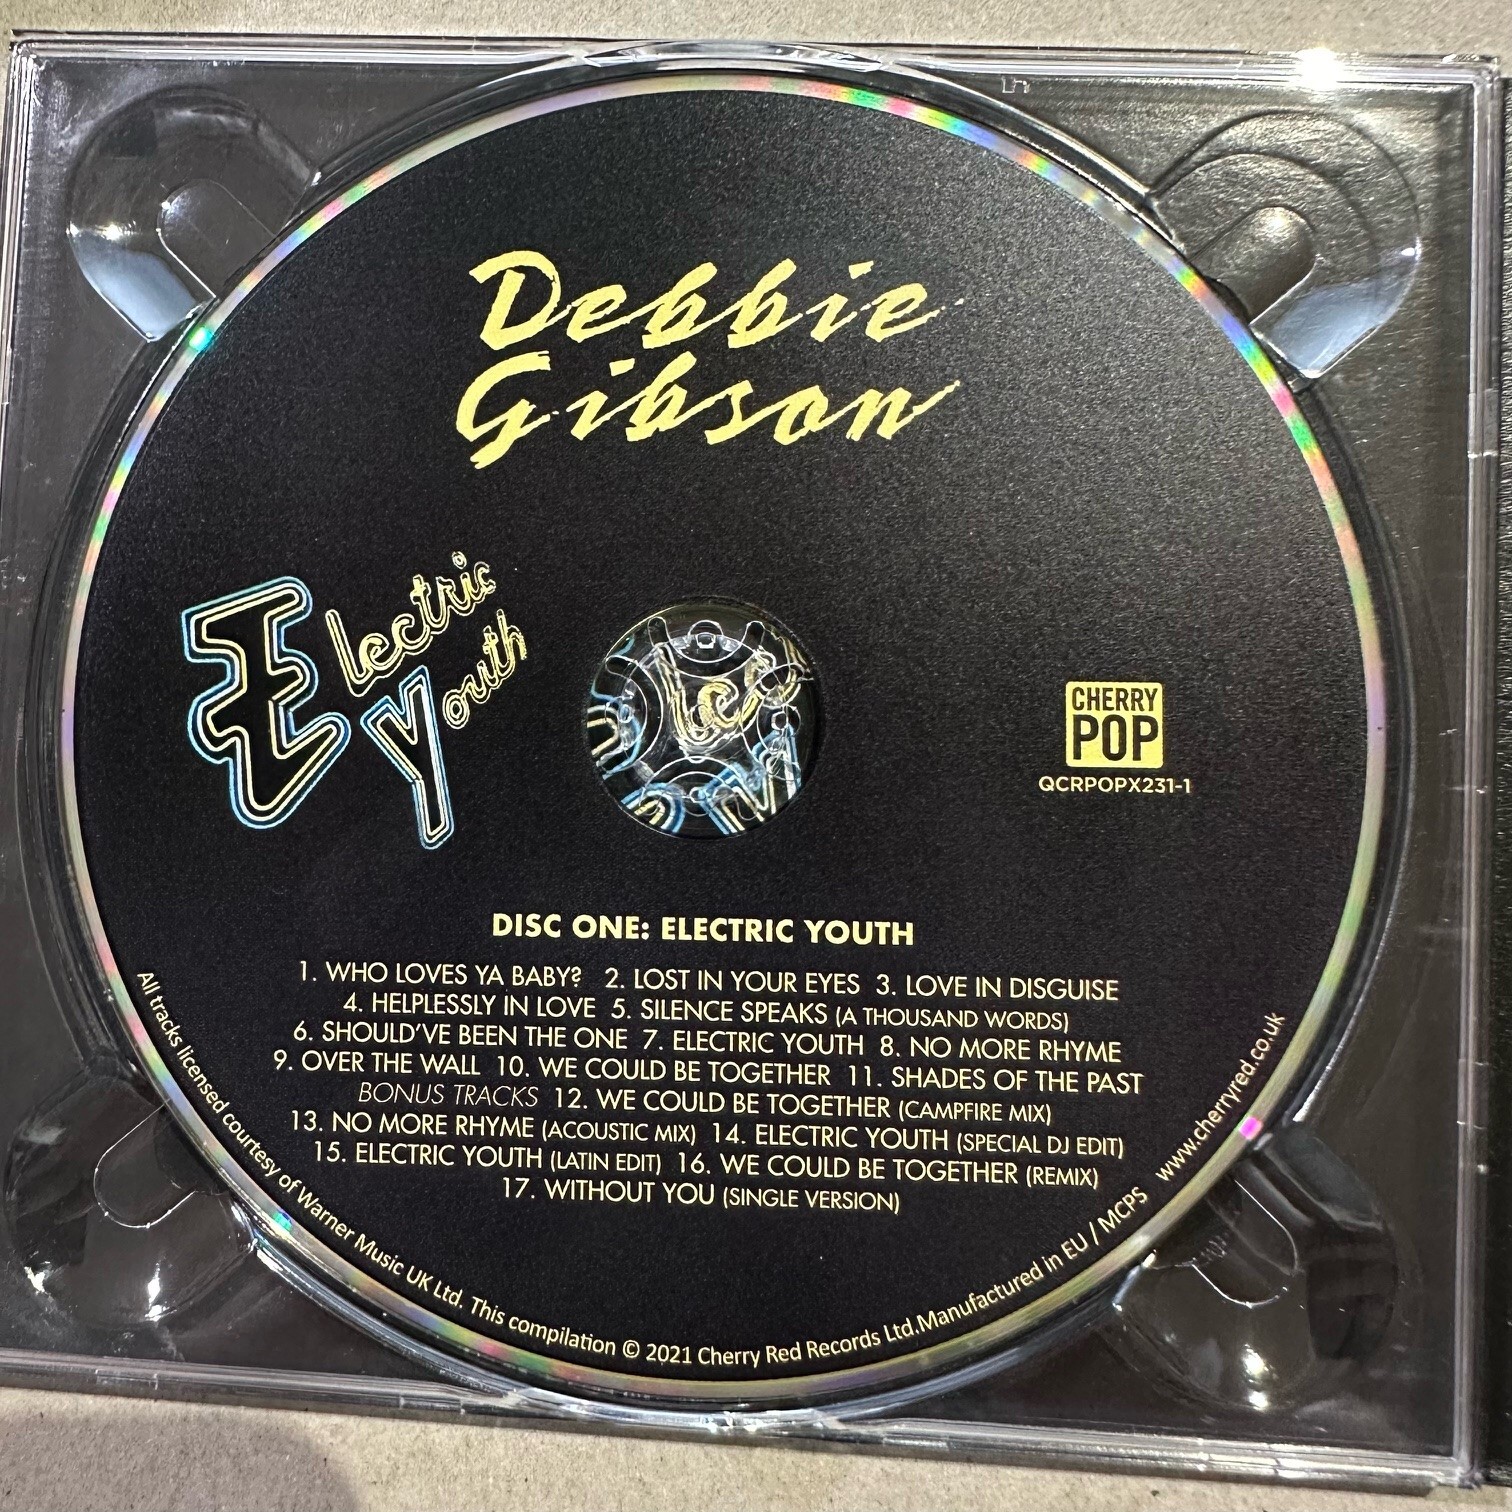 Debbie
Gibson
Electric
Youth
CHERRY
POP
QCRPOPX231-1
DISC ONE: ELECTRIC YOUTH
1. WHO LOVES YA BABY? 2. LOST IN YOUR EYES 3. LOVE IN DISGUISE
4. HELPLESSLY IN LOVE 5. SILENCE SPEAKS (A THOUSAND WORDS)
6. SHOULD'VE BEEN THE ONE 7. ELECTRIC YOUTH 8. NO MORE RHYME
9. OVER THE WALL 10. WE COULD BE TOGETHER 11. SHADES OF THE PAST
BONUS TRACKS 12. WE COULD BE TOGETHER (CAMPFIRE MIX)
13. NO MORE RHYME (ACOUSTIC MIX) 14. ELECTRIC YOUTH (SPECIAL DJ EDIT)
15. ELECTRIC YOUTH (LATIN EDIT) 16. WE COULD BE TOGETHER (REMIX)
17. WITHOUT YOU (SINGLE VERSION)
All tracks licensed courtesy of Warner Music UK Ltd. This compilation © 2021 Cherry Red Records Ltd.Manufactured in EU / MCPS www.cherryred.co.uk